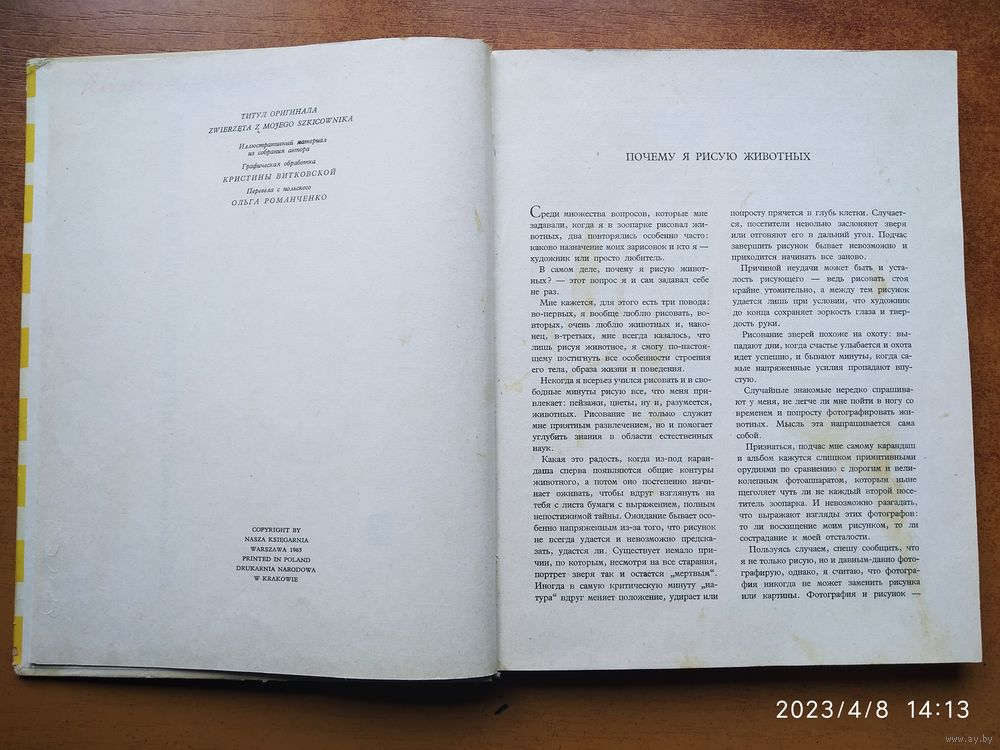 ТИТУЛ ОРИГИНАЛА
ZWIERZĘTA Z MOJEGO SZKICOWNIKA
Иллюстративный материал
из собрания автора
Графическая обработка
КРИСТИНЫ ВИТКОВСКОЙ
Перевела с польского
ОЛЬГА РОМАНЧЕНКО
COPYRIGHT BY
NASZA KSIĘGARNIA
WARSZAWA 1963
PRINTED IN POLAND
DRUKARNIA NARODOWA
W KRAKOWIE
ПОЧЕМУ Я РИСУЮ ЖИВОТНЫХ
Среди множества вопросов, которые мне
задавали, когда я в зоопарке рисовал жи-
вотных, два повторялись особенно часто:
каково назначение моих зарисовок и кто я —
художник или просто любитель.
В самом деле, почему я рисую живот-
ных? — этот вопрос я и сам задавал себе
не раз.
Мне кажется, для этого есть три повода:
во-первых, я вообще люблю рисовать, во-
вторых, очень люблю животных и, нако-
нец, в-третьих, мне всегда казалось, что
лишь рисуя животное, я смогу по-настоя-
щему постигнуть все особенности строения
его тела, образа жизни и поведения.
Некогда я всерьез учился рисовать и в сво-
бодные минуты рисую все, что меня при-
влекает: пейзажи, цветы, ну и, разумеется,
животных. Рисование не только служит
мне приятным развлечением, но и помогает
углубить знания в области естественных
наук.
Какая это радость, когда из-под каран-
даша сперва появляются общие контуры
животного, а потом оно постепенно начи-
нает оживать, чтобы вдруг взглянуть на
тебя с листа бумаги с выражением, полным
непостижимой тайны. Ожидание бывает осо-
бенно напряженным из-за того, что рисунок
не всегда удается и невозможно предска-
зать, удастся ли. Существует немало при-
чин, по которым, несмотря на все старания,
портрет зверя так и остается „мертвым“.
Иногда в самую критическую минуту „на-
тура“ вдруг меняет положение, удирает или
попросту прячется в глубь клетки. Случает-
ся, посетители невольно заслоняют зверя
или отгоняют его в дальний угол. Подчас
завершить рисунок бывает невозможно и
приходится начинать все заново.
Причиной неудачи может быть и уста-
лость рисующего — ведь рисовать стоя
крайне утомительно, а между тем рисунок
удается лишь при условии, что художник
до конца сохраняет зоркость глаза и твер-
дость руки.
Рисование зверей похоже на охоту: вы-
падают дни, когда счастье улыбается и охота
идет успешно, и бывают минуты, когда са-
мые напряженные усилия пропадают впу-
стую.
Случайные знакомые нередко спрашива-
ют у меня, не легче ли мне пойти в ногу со
временем и попросту фотографировать жи-
вотных. Мысль эта напрашивается сама
собой.
Признаться, подчас мне самому карандаш
и альбом кажутся слишком примитивными
орудиями по сравнению с дорогим и вели-
колепным фотоаппаратом, которым ныне
щеголяет чуть ли не каждый второй посе-
титель зоопарка. И невозможно разгадать,
что выражают взгляды этих фотографов:
то ли восхищение моим рисунком, то ли
сострадание к моей отсталости.
Пользуясь случаем, спешу сообщить, что
я не только рисую, но и давным-давно фото-
графирую, однако, я считаю, что фотогра-
фия никогда не может заменить рисунка
или картины. Фотография и рисунок —
2023/4/8 14:13
www.ay.by